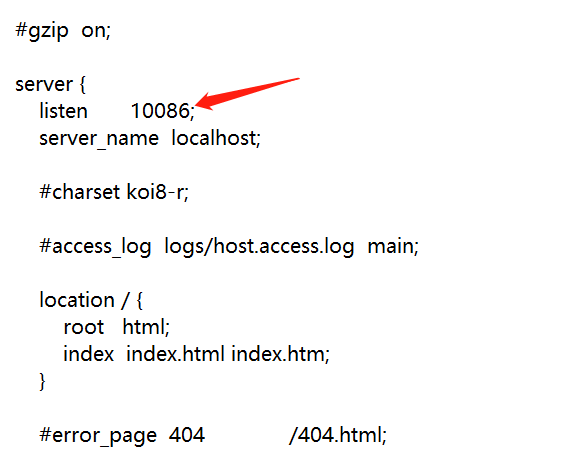 #gzip  on;
server {
listen       10086;
server_name  localhost;
#charset koi8-r;
#access_log  logs/host.access.log  main;
location / {
root   html;
index  index.html index.htm;
}
#error_page  404              /404.html;